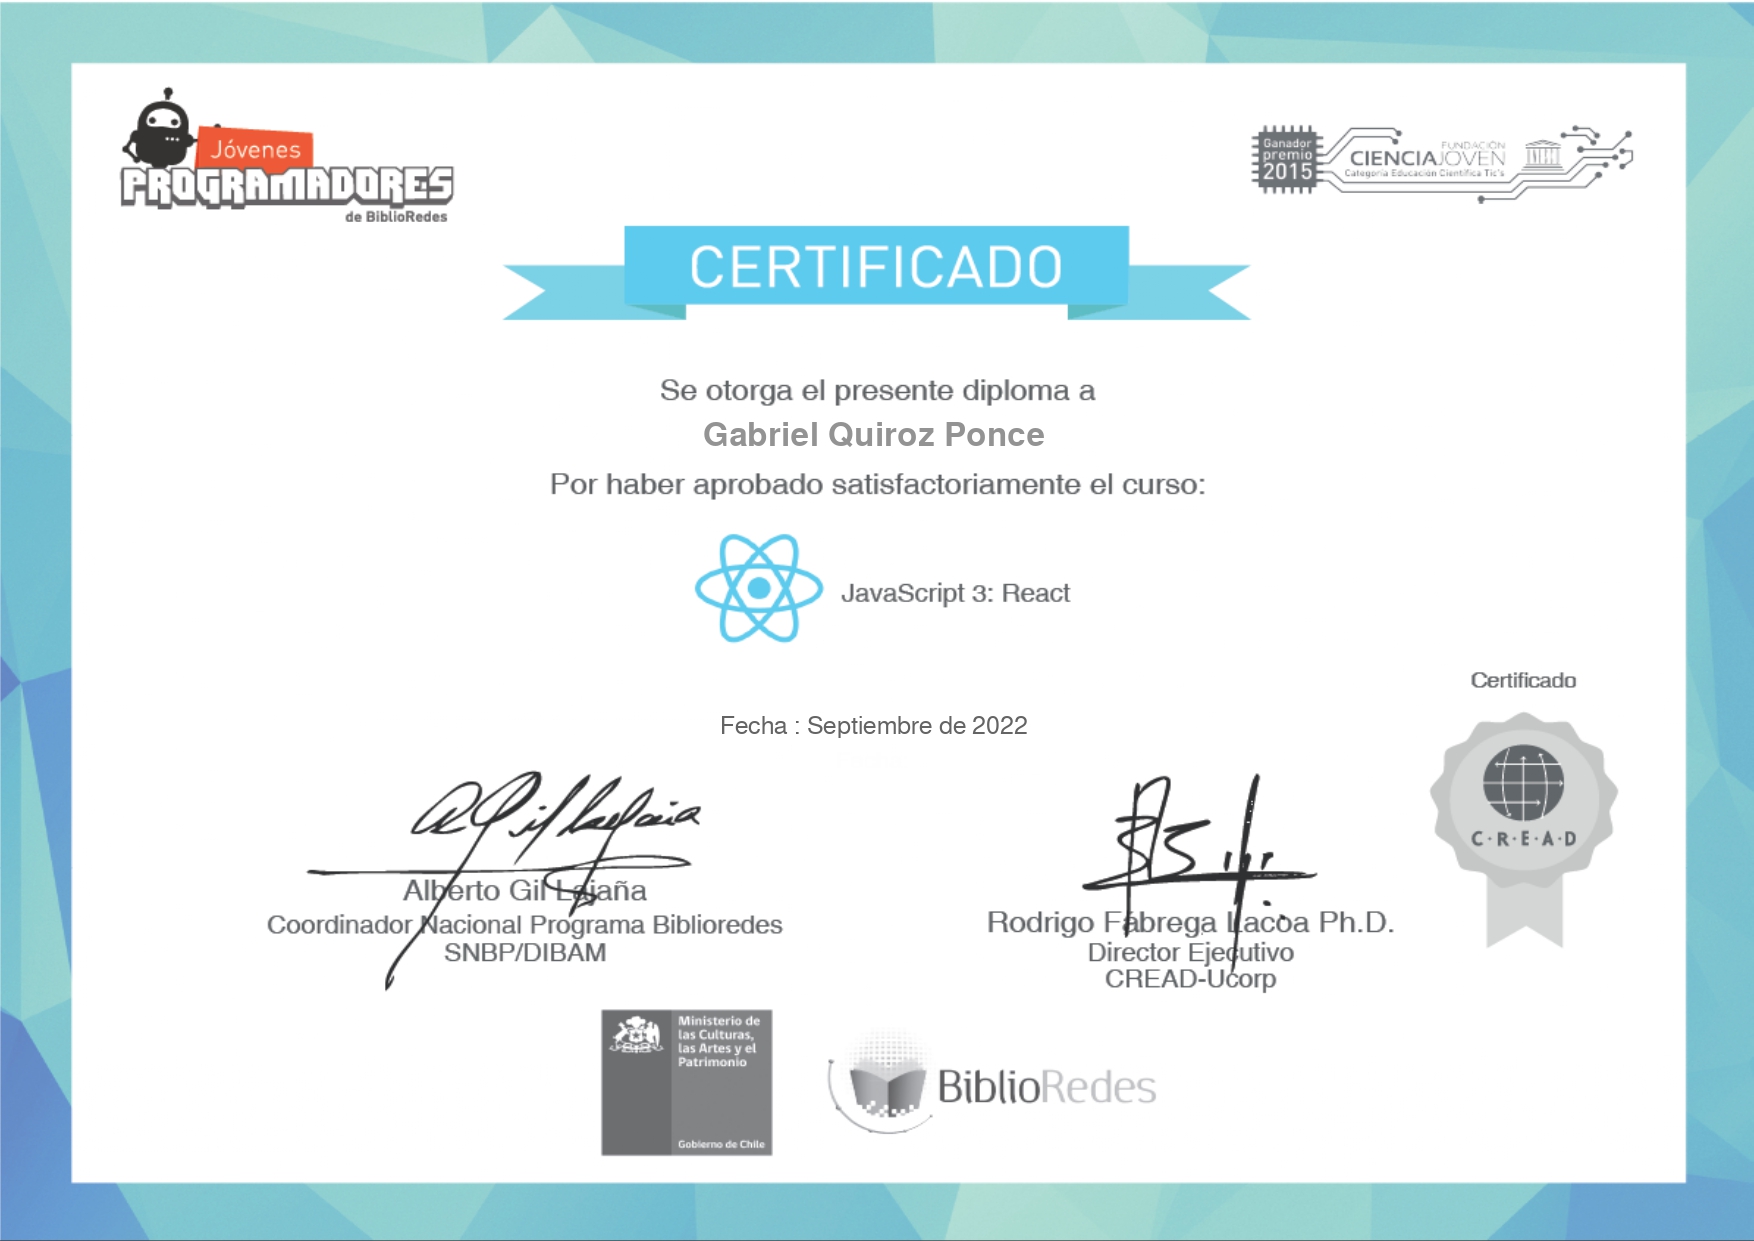 Jóvenes
PROGRAMADORES
de BiblioRedes
Ganador
premio
2015
FUNDACIÓN
CIENCIAJOVEN
Categoría Educación Científica Tic's
CERTIFICADO
Se otorga el presente diploma a
Gabriel Quiroz Ponce
Por haber aprobado satisfactoriamente el curso:
JavaScript 3: React
Fecha : Septiembre de 2022
Certificado
C·R·E·A·D
Alberto Gil Lajaña
Coordinador Nacional Programa Biblioredes
SNBP/DIBAM
Rodrigo Fábrega Lacoa Ph.D.
Director Ejecutivo
CREAD-Ucorp
Ministerio de
las Culturas,
las Artes y el
Patrimonio
Gobierno de Chile
BiblioRedes